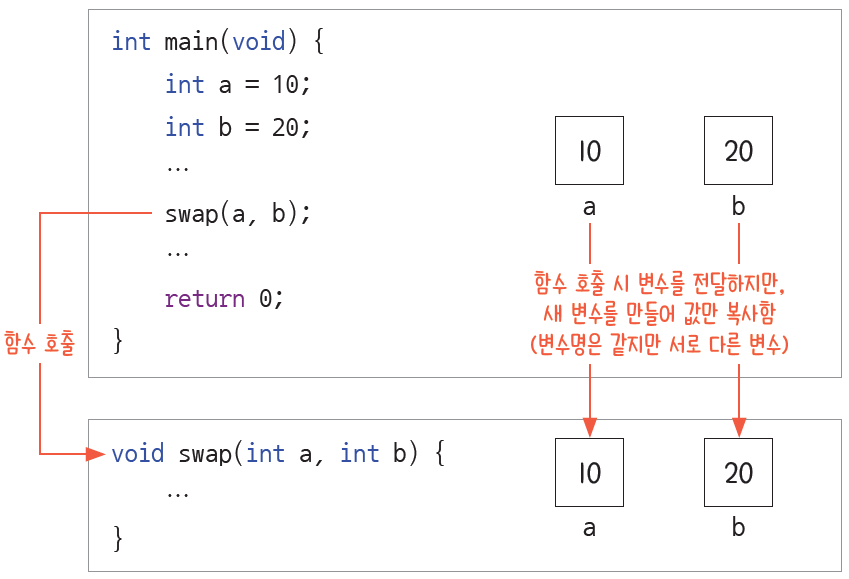 int main(void) {
int a = 10;
int b = 20;
...
swap(a, b);
...
return 0;
}
10
20
a
b
함수 호출 시 변수를 전달하지만,
새 변수를 만들어 값만 복사함
(변수명은 같지만 서로 다른 변수)
함수 호출
void swap(int a, int b) {
...
}
10
20
a
b